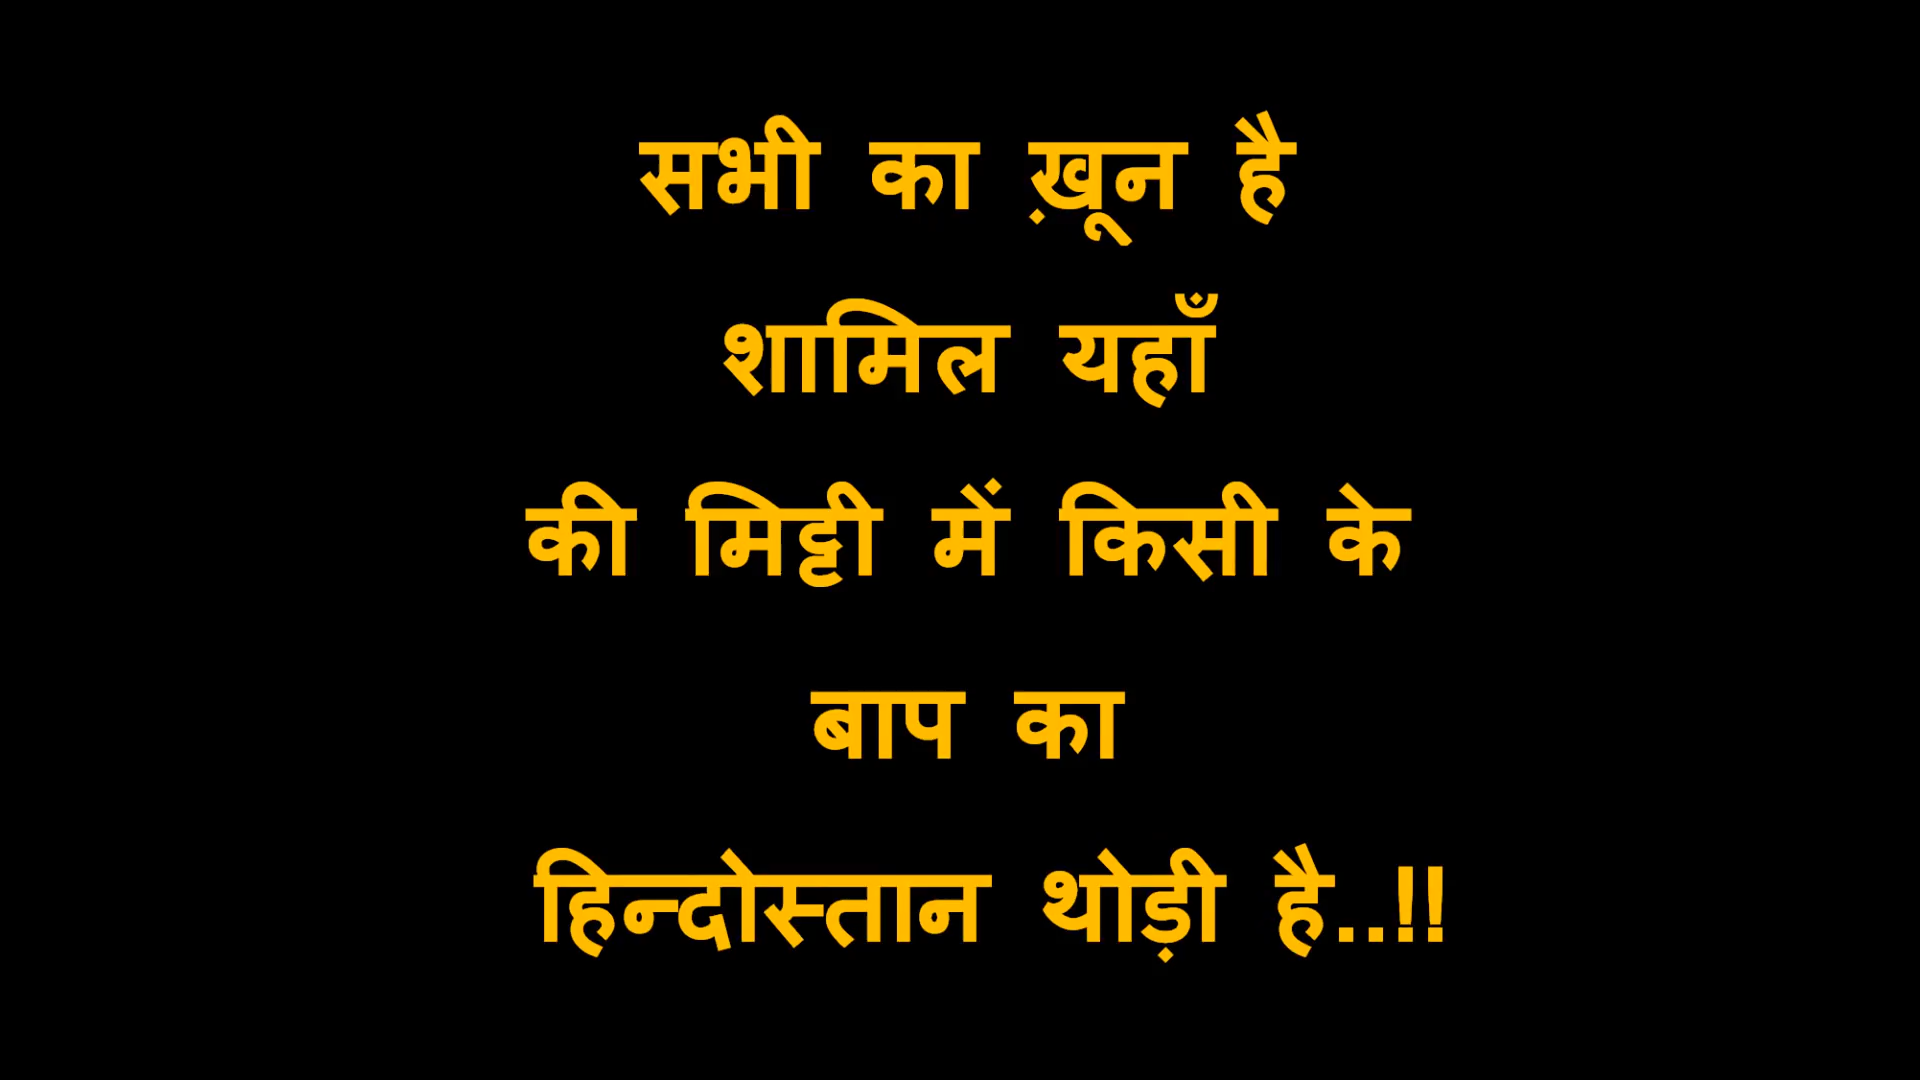 सभी का ख़ून है
शामिल यहाँ
की मिट्टी में किसी के
बाप का
हिन्दोस्तान थोड़ी है..!!